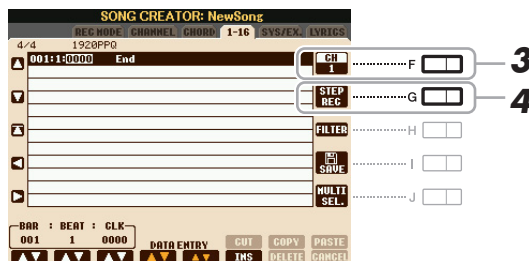 SONG CREATOR: NewSong
REC MODE CHANNEL CHORD 1-16 SYS/EX. LYRICS
4/4 1920PPQ
001:1:0000 End
CH
1
F
3
STEP
REC
G
4
FILTER
H
SAVE
I
MULTI
SEL.
J
BAR : BEAT : CLK
001 1 0000
DATA ENTRY
CUT COPY PASTE
INS DELETE CANCEL